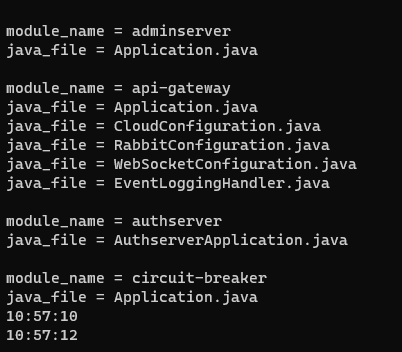 module_name = adminserver
java_file = Application.java
module_name = api-gateway
java_file = Application.java
java_file = CloudConfiguration.java
java_file = RabbitConfiguration.java
java_file = WebSocketConfiguration.java
java_file = EventLoggingHandler.java
module_name = authserver
java_file = AuthserverApplication.java
module_name = circuit-breaker
java_file = Application.java
10:57:10
10:57:12